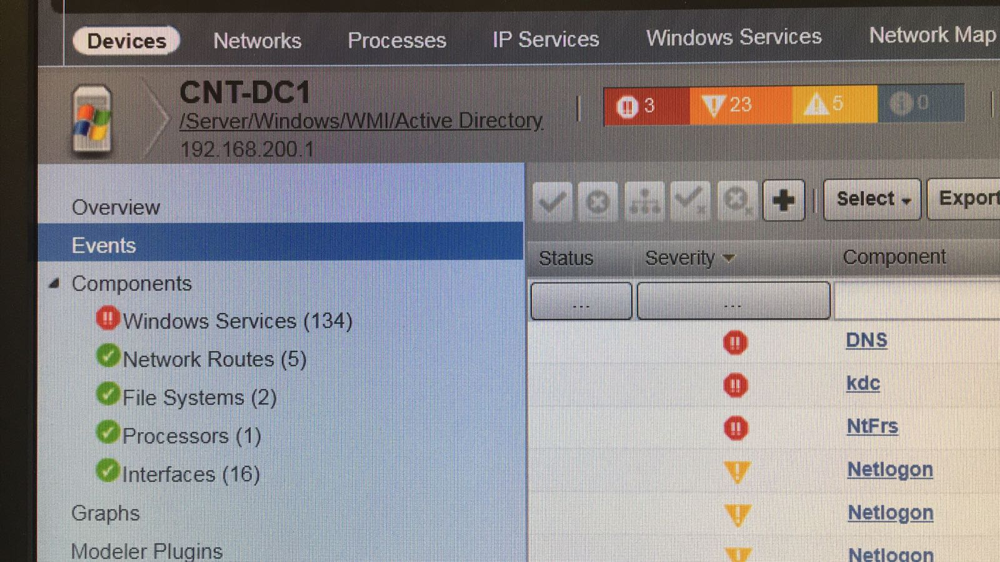 Devices Networks Processes IP Services Windows Services Network Map
CNT-DC1
/Server/Windows/WMI/Active Directory
192.168.200.1
3 23 5 0
Overview
Events
Components
Windows Services (134)
Network Routes (5)
File Systems (2)
Processors (1)
Interfaces (16)
Graphs
Modeler Plugins
Select Export
Status Severity Component
... ...
DNS
kdc
NtFrs
Netlogon
Netlogon
Netlogon